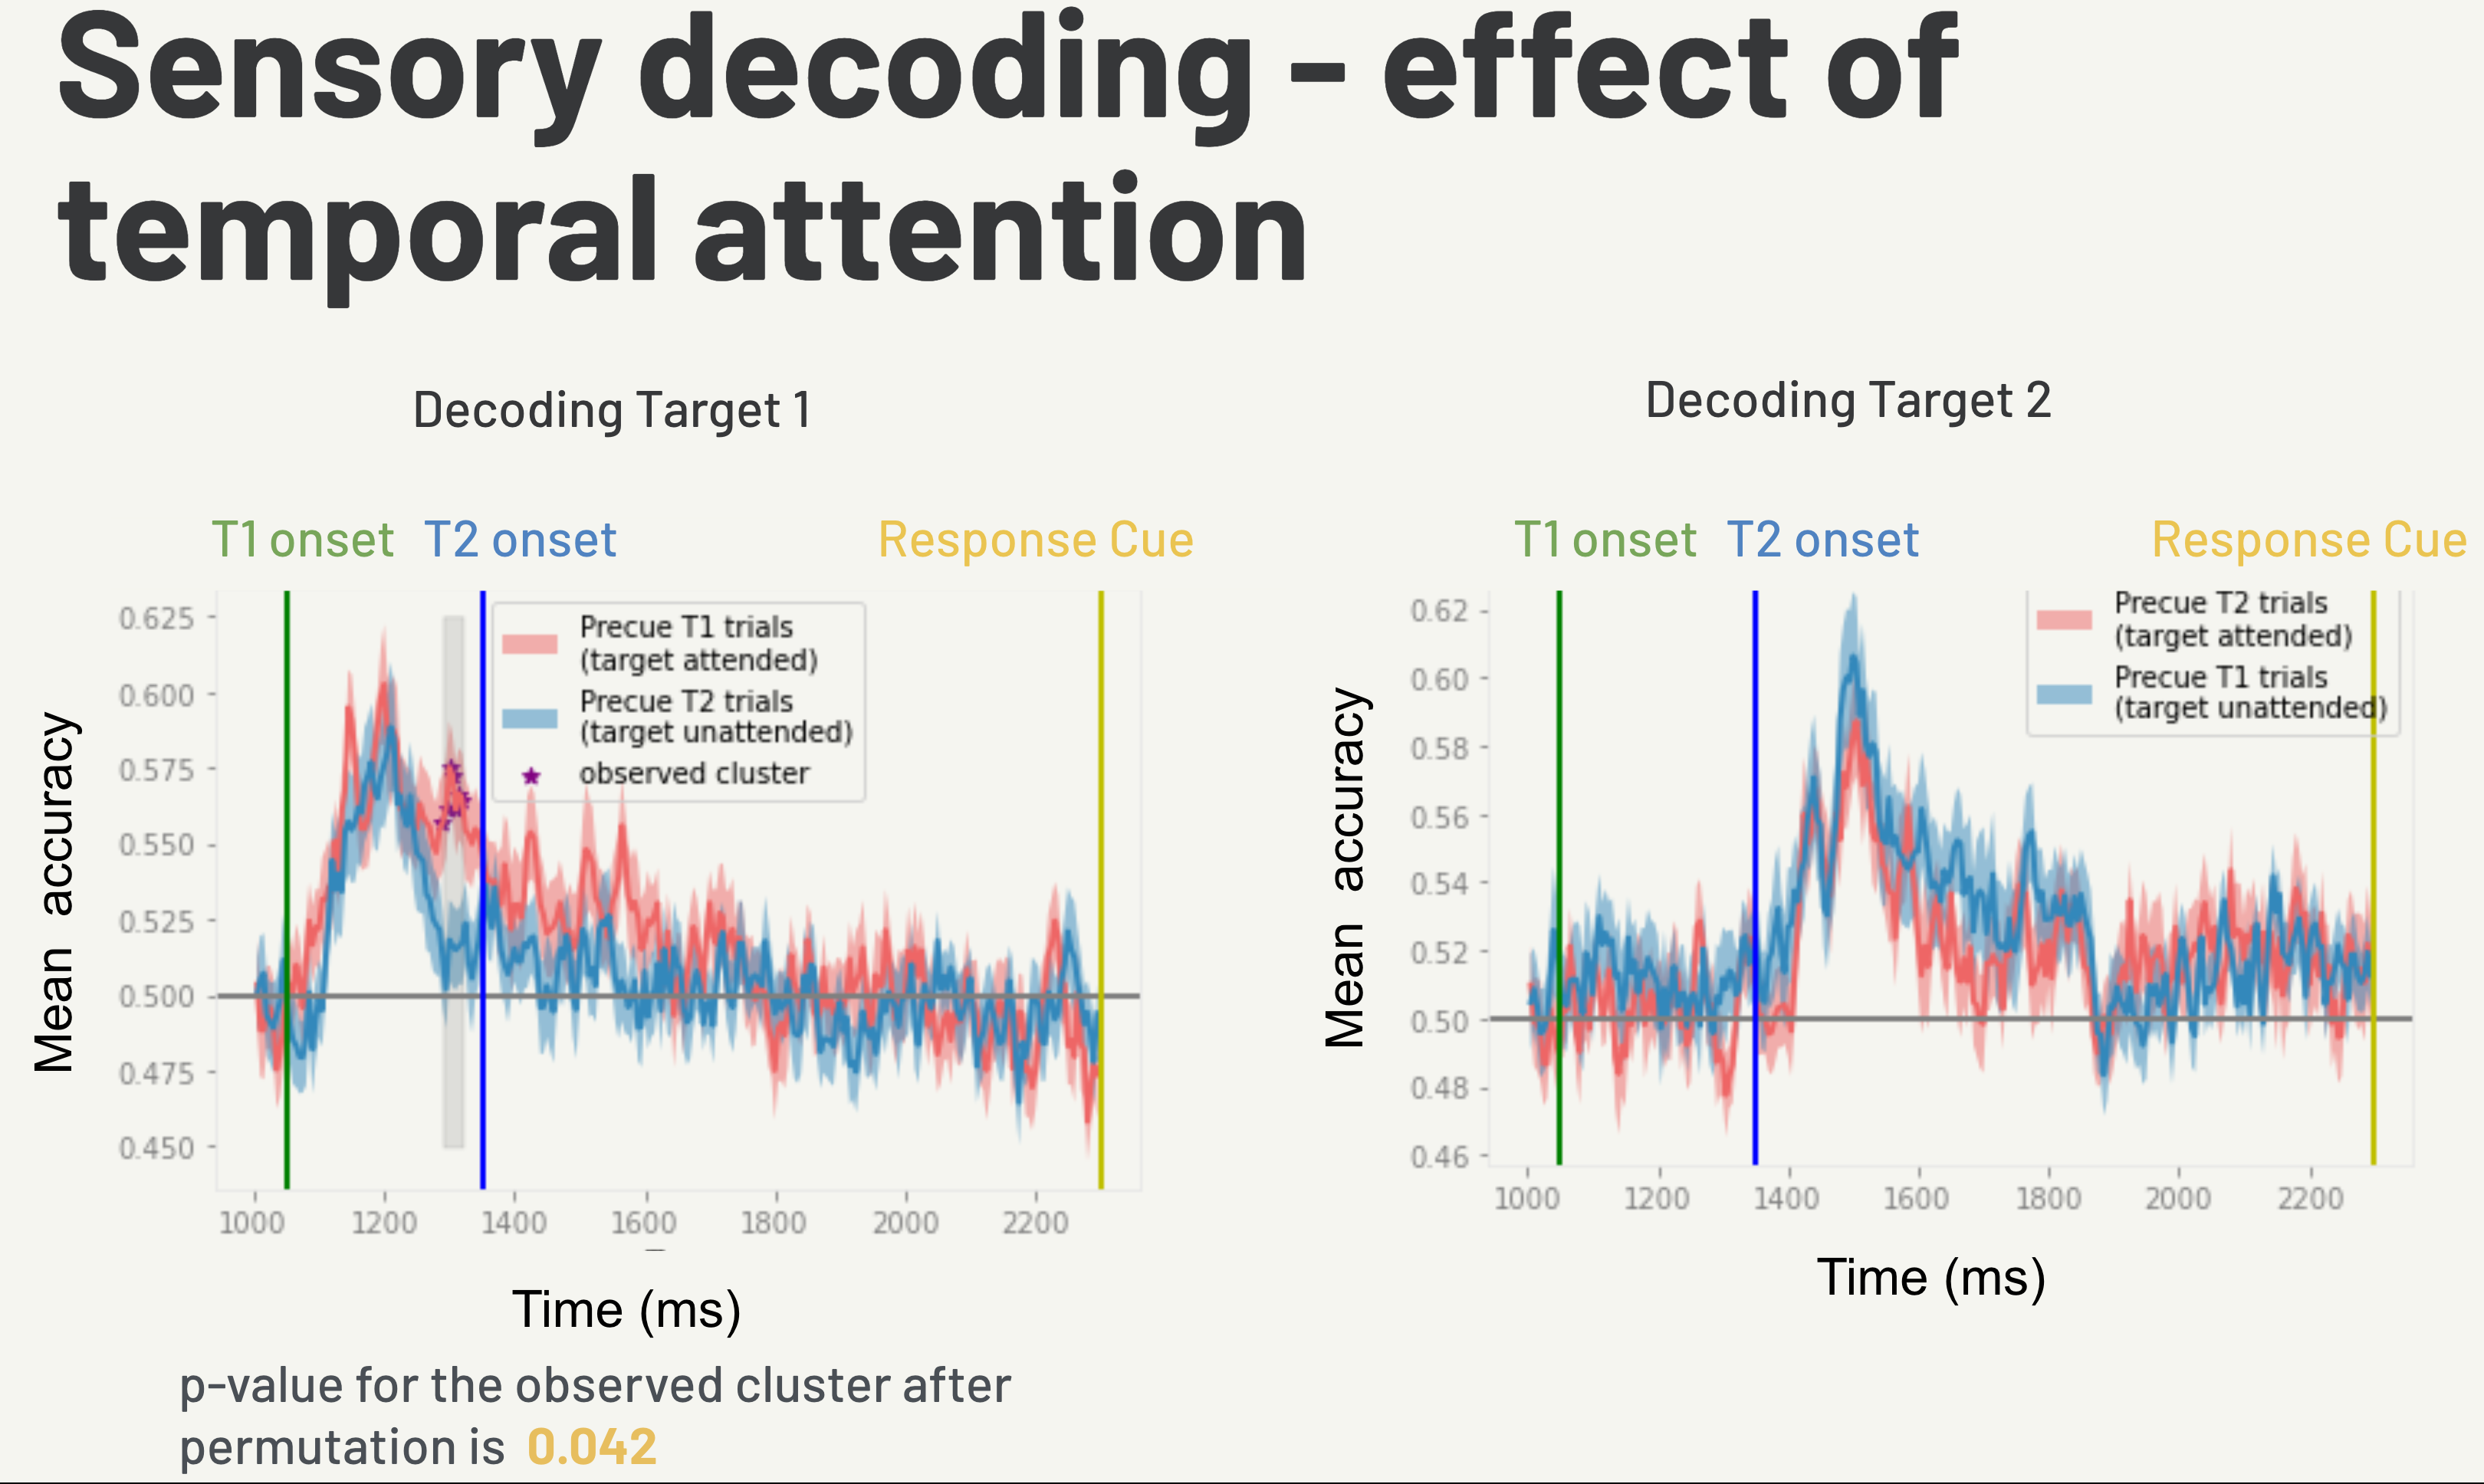 Sensory decoding - effect of
temporal attention
Decoding Target 1
T1 onset
T2 onset
Response Cue
Mean accuracy
0.625
0.600
0.575
0.550
0.525
0.500
0.475
0.450
Precue T1 trials
(target attended)
Precue T2 trials
(target unattended)
observed cluster
1000 1200 1400 1600 1800 2000 2200
Time (ms)
p-value for the observed cluster after
permutation is 0.042
Decoding Target 2
T1 onset
T2 onset
Response Cue
Mean accuracy
0.62
0.60
0.58
0.56
0.54
0.52
0.50
0.48
0.46
Precue T2 trials
(target attended)
Precue T1 trials
(target unattended)
1000 1200 1400 1600 1800 2000 2200
Time (ms)